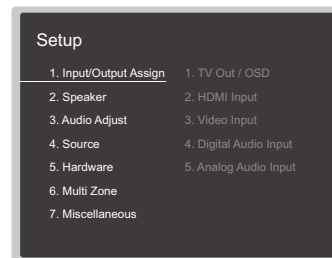 Setup
1. Input/Output Assign
2. Speaker
3. Audio Adjust
4. Source
5. Hardware
6. Multi Zone
7. Miscellaneous
1. TV Out / OSD
2. HDMI Input
3. Video Input
4. Digital Audio Input
5. Analog Audio Input